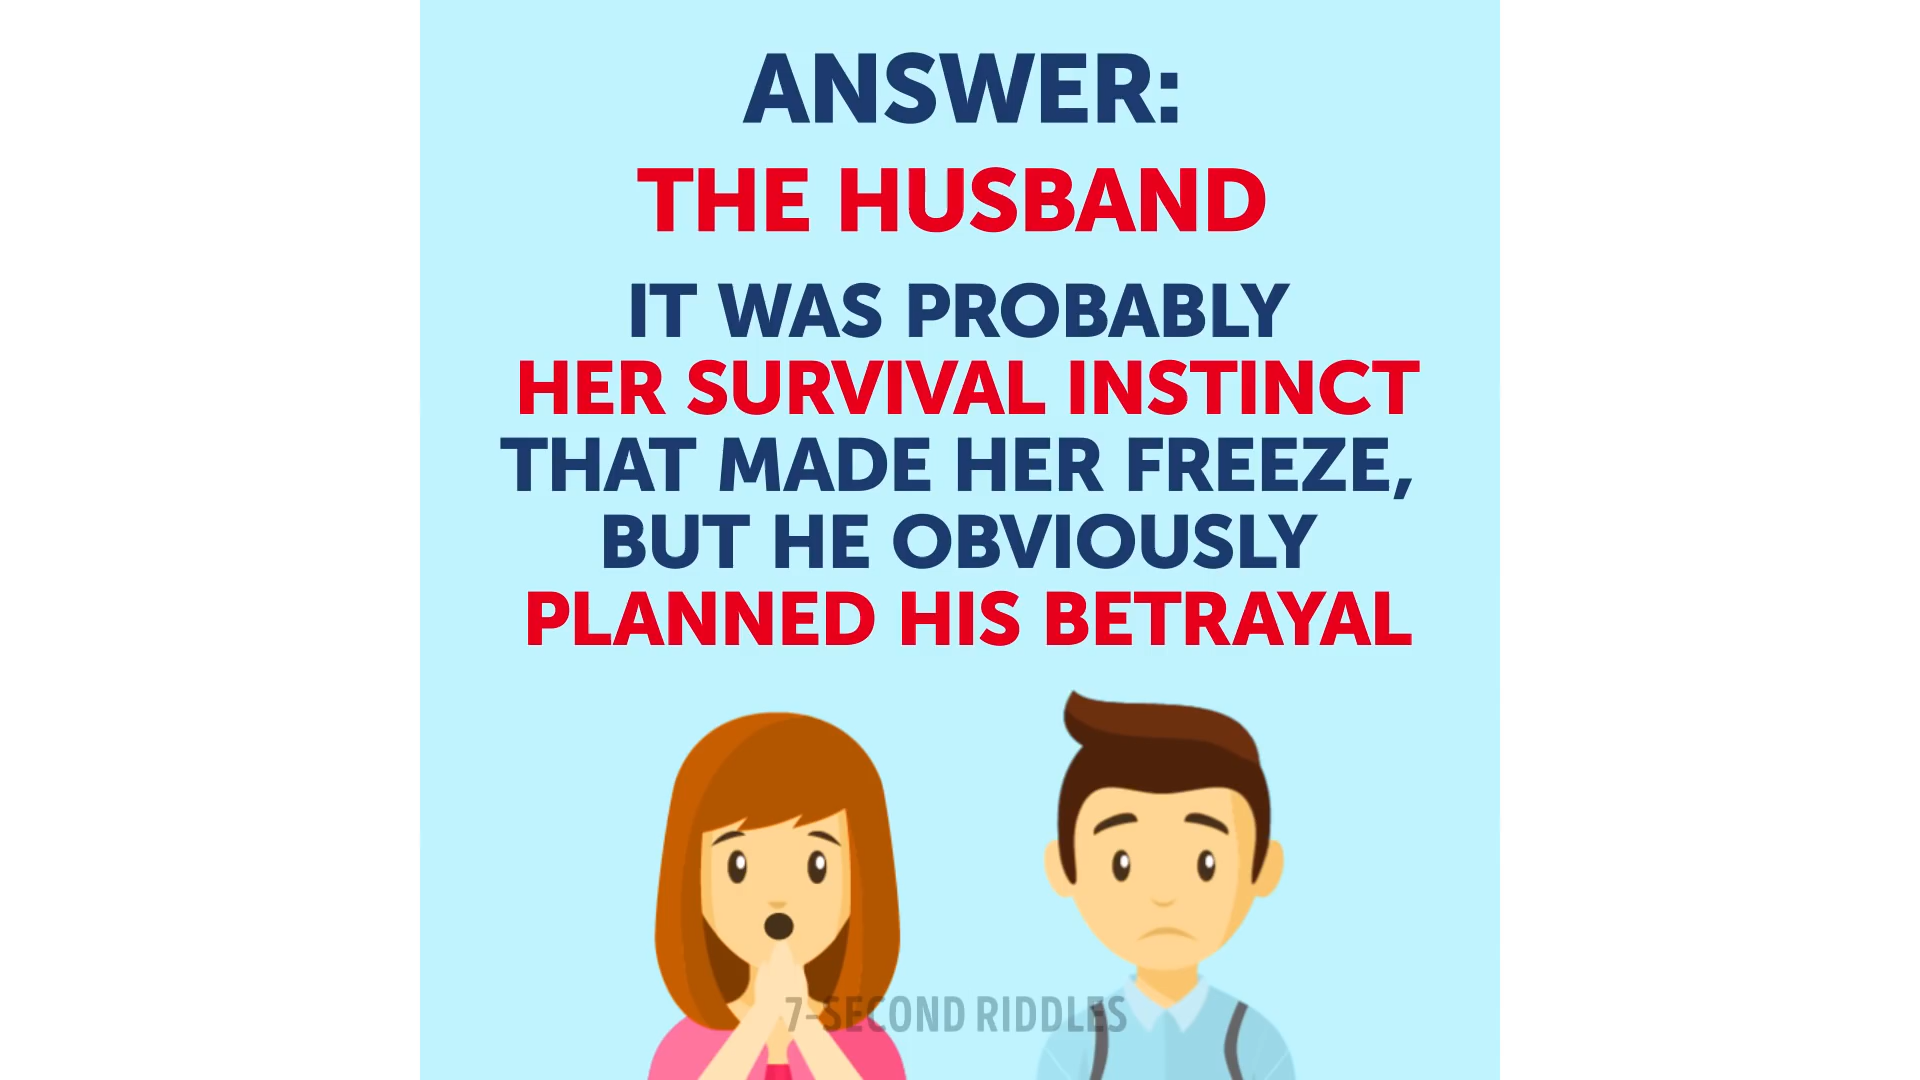 ANSWER:
THE HUSBAND
IT WAS PROBABLY
HER SURVIVAL INSTINCT
THAT MADE HER FREEZE,
BUT HE OBVIOUSLY
PLANNED HIS BETRAYAL
7-SECOND RIDDLES